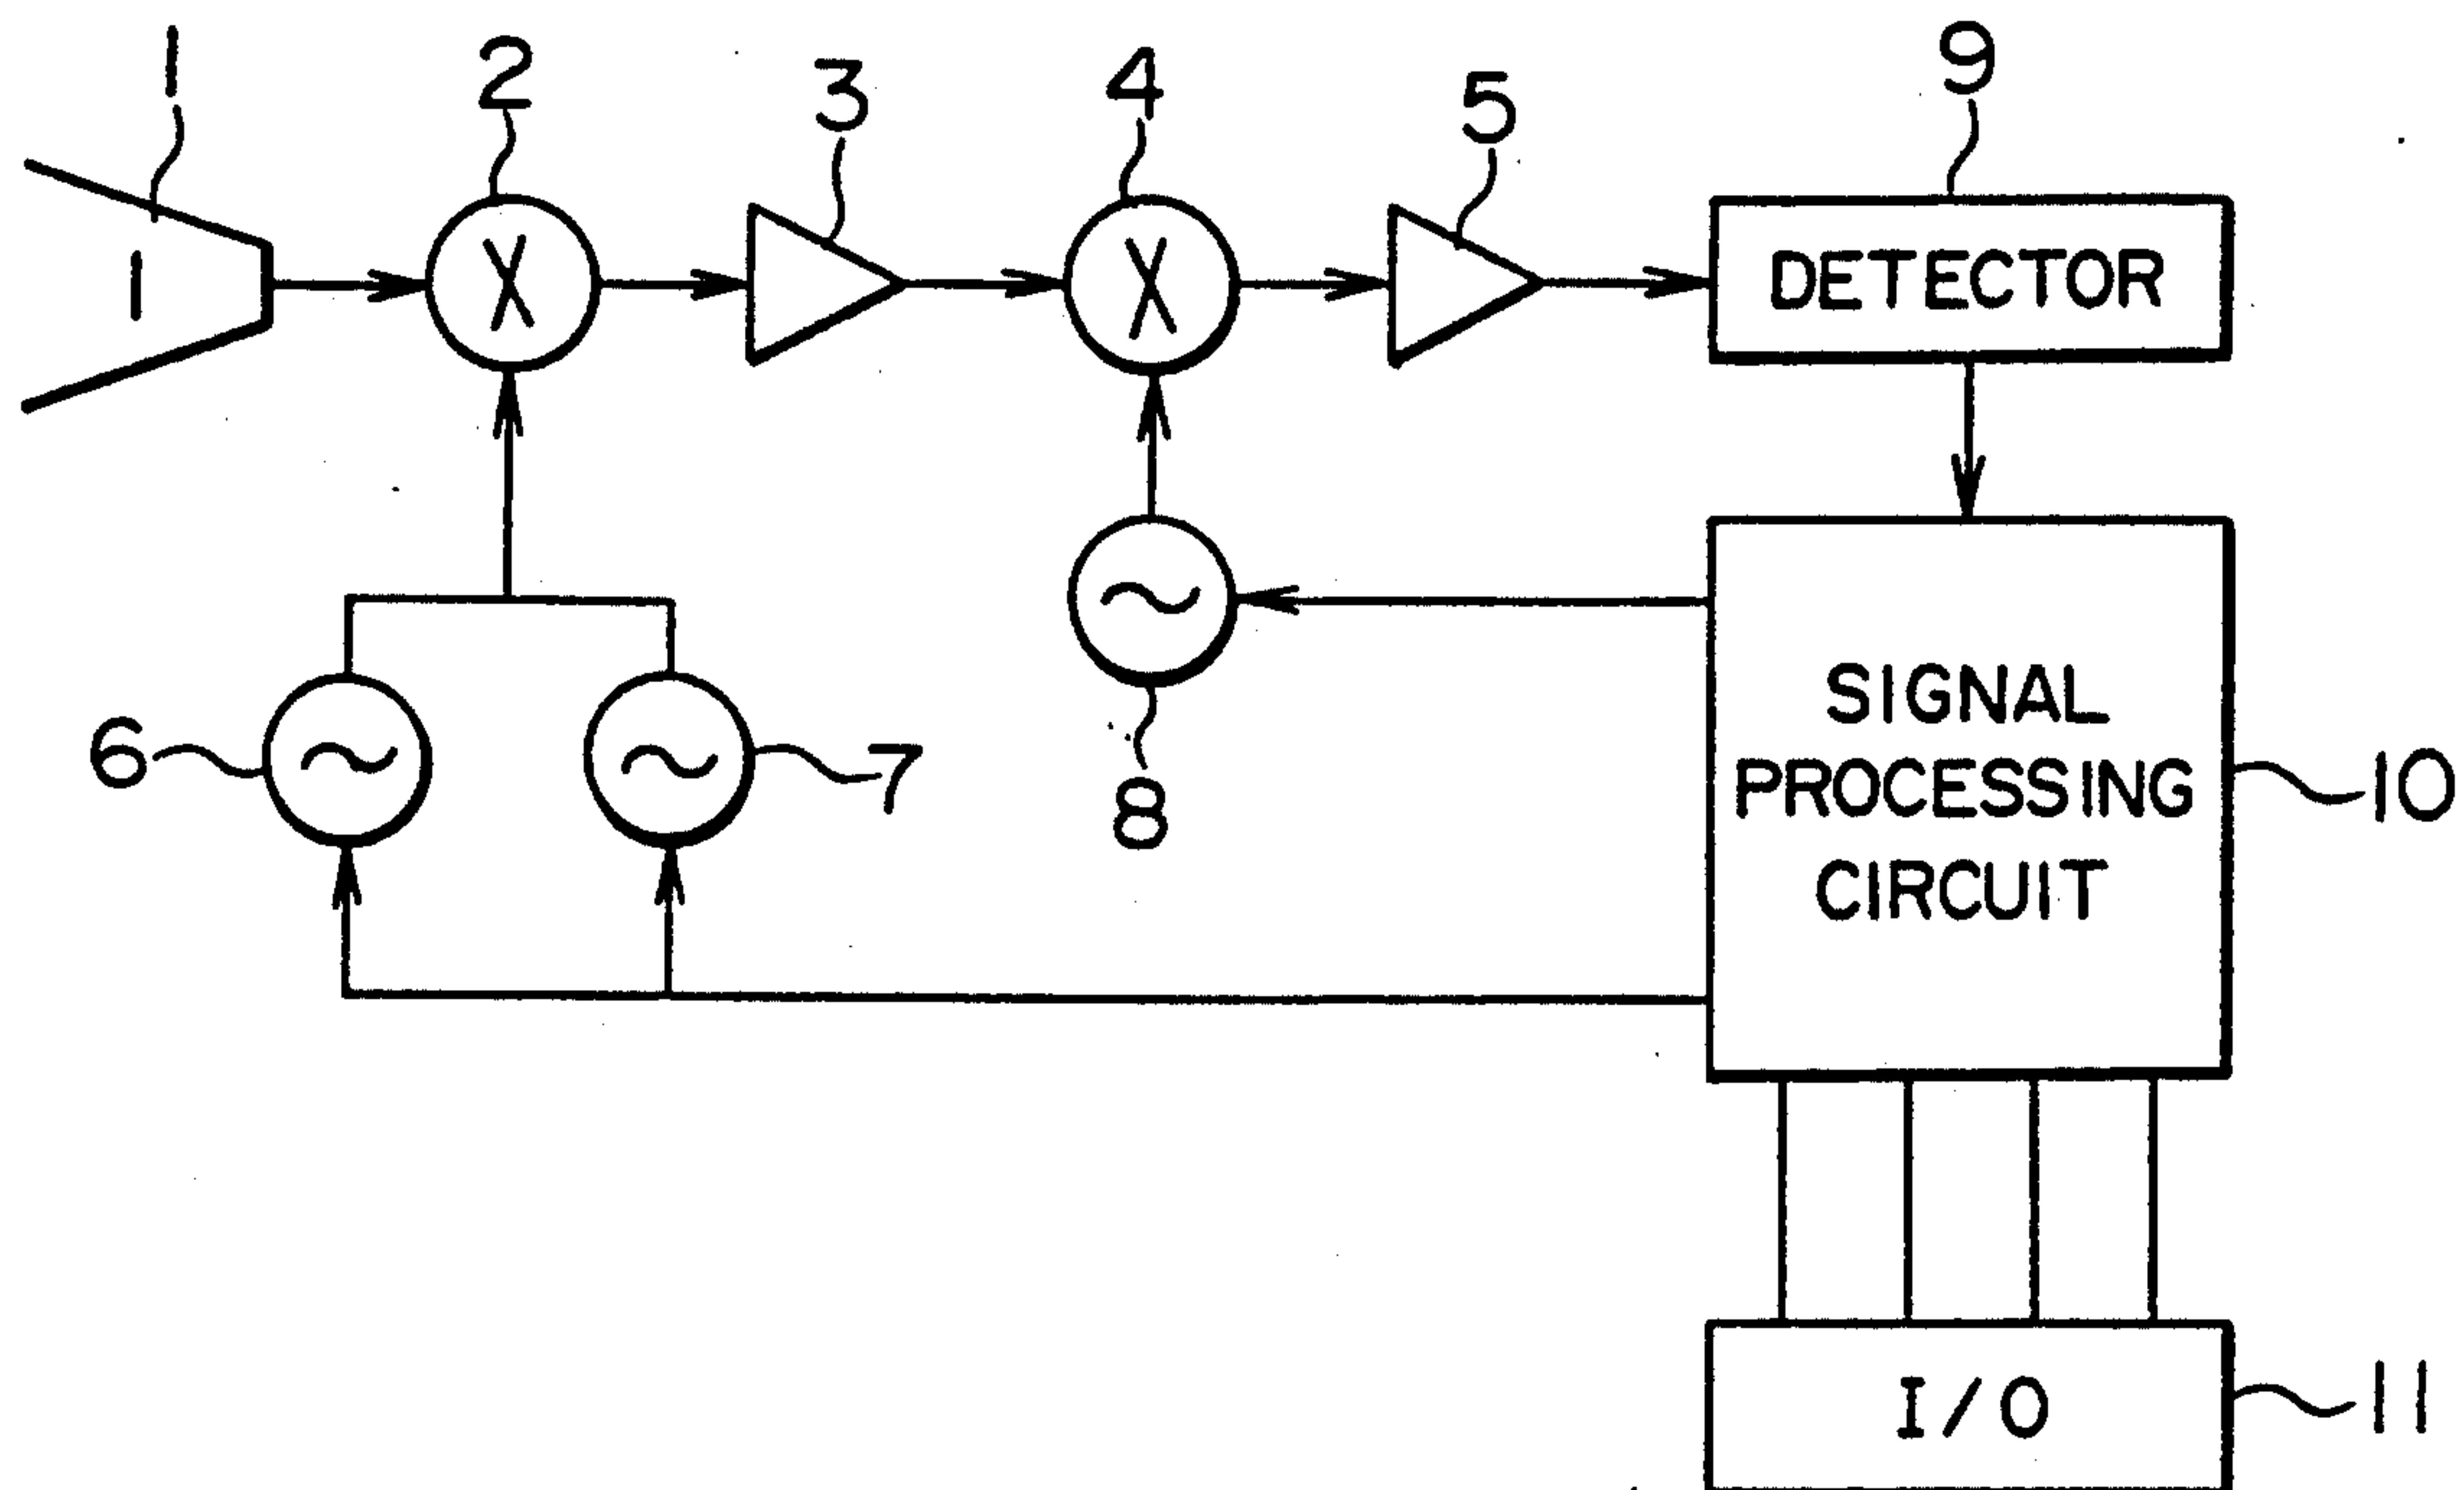 1
2
3
4
5
9
1
X
X
DETECTOR
SIGNAL
PROCESSING
CIRCUIT
6
7
8
10
I/O
11